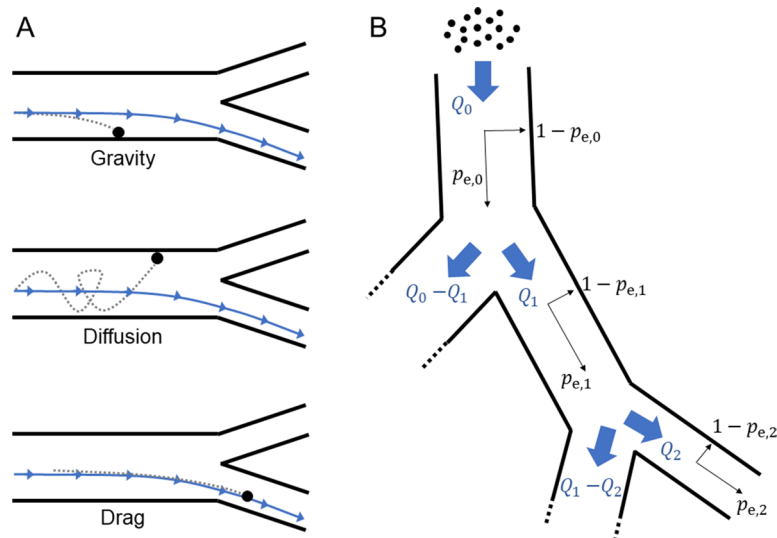 A
Gravity
Diffusion
Drag
B
Q₀
1 − pₑ,₀
pₑ,₀
Q₀ −Q₁
Q₁
1 − pₑ,₁
pₑ,₁
Q₁ −Q₂
Q₂
1 − pₑ,₂
pₑ,₂